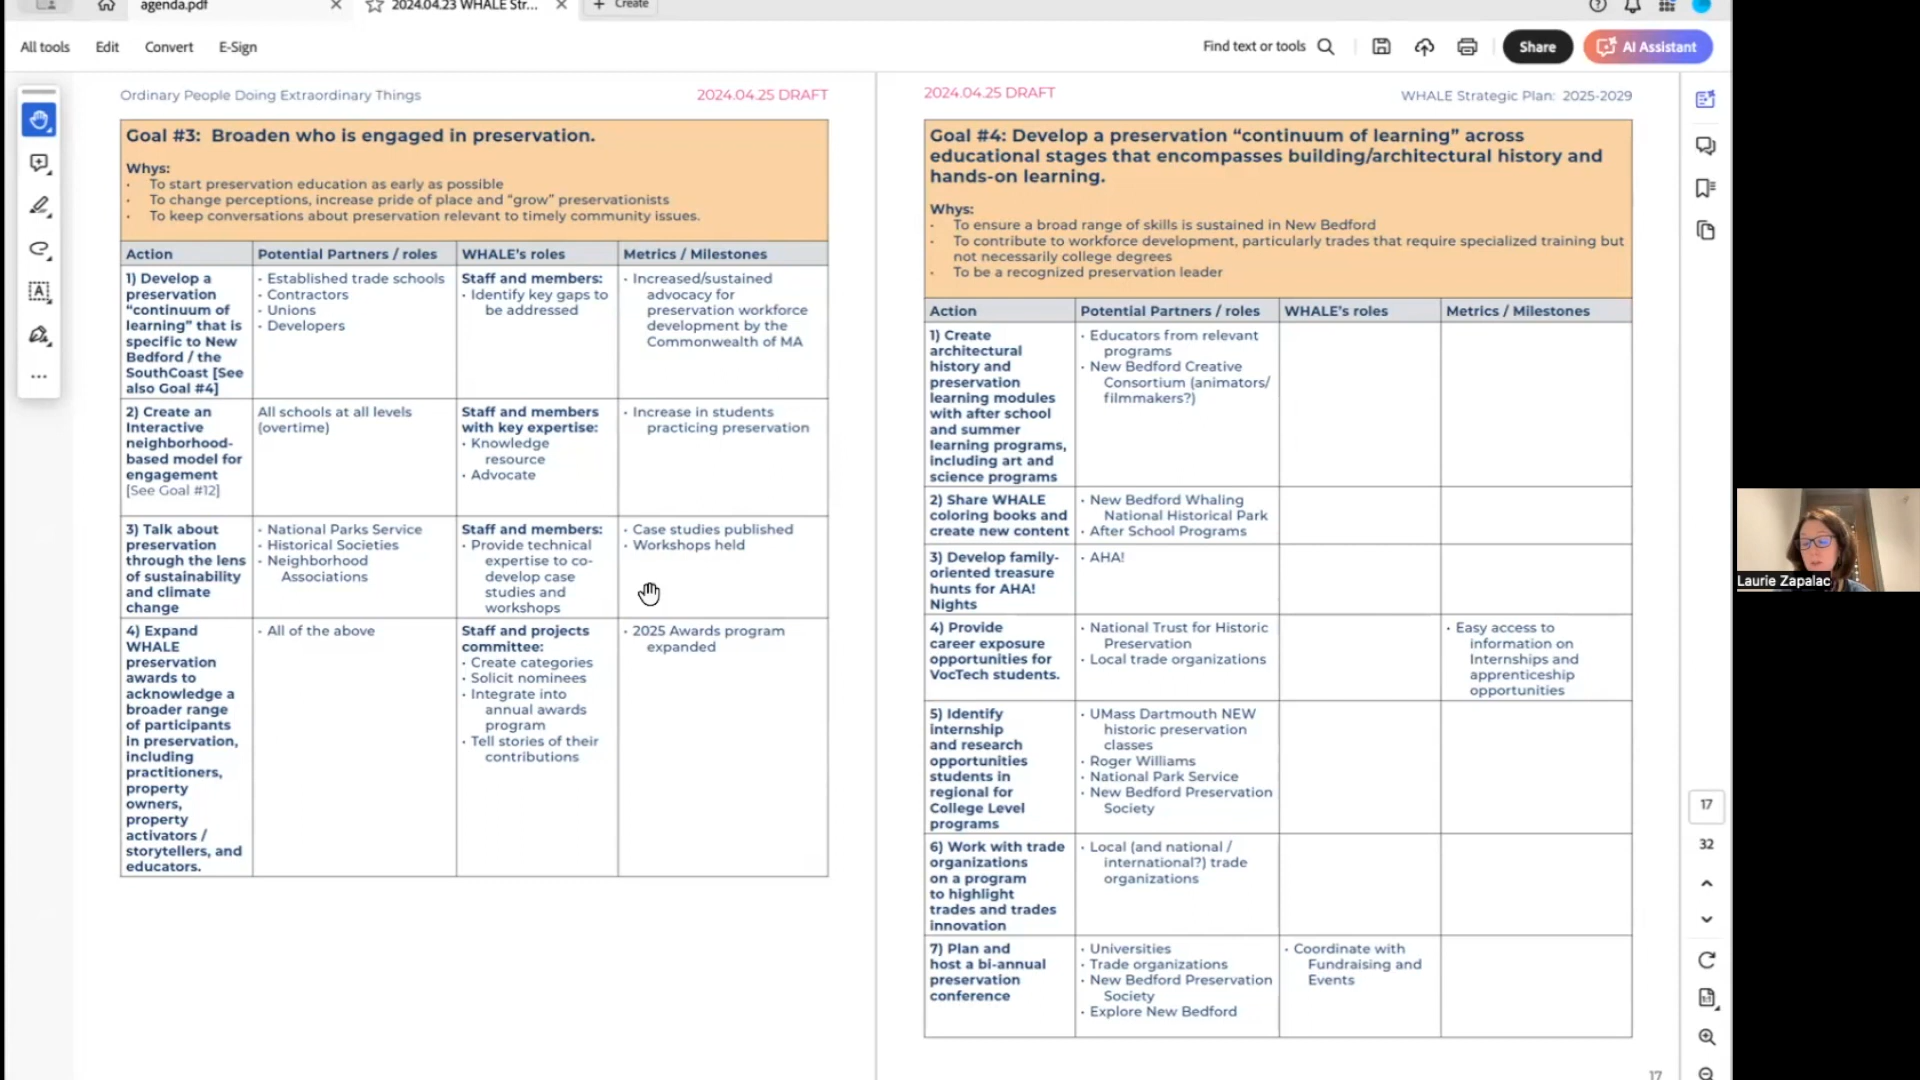 agenda.pdf
2024.04.23 WHALE Str...
Create
All tools
Edit
Convert
E-Sign
Find text or tools
Share
AI Assistant
Ordinary People Doing Extraordinary Things
2024.04.25 DRAFT
Goal #3: Broaden who is engaged in preservation.
Whys:
· To start preservation education as early as possible
· To change perceptions, increase pride of place and “grow” preservationists
· To keep conversations about preservation relevant to timely community issues.
Action
Potential Partners / roles
WHALE’s roles
Metrics / Milestones
1) Develop a
preservation
“continuum of
learning” that is
specific to New
Bedford / the
SouthCoast [See
also Goal #4]
· Established trade schools
· Contractors
· Unions
· Developers
Staff and members:
· Identify key gaps to
be addressed
· Increased/sustained
advocacy for
preservation workforce
development by the
Commonwealth of MA
2) Create an
Interactive
neighborhood-
based model for
engagement
[See Goal #12]
All schools at all levels
(overtime)
Staff and members
with key expertise:
· Knowledge
resource
· Advocate
· Increase in students
practicing preservation
3) Talk about
preservation
through the lens
of sustainability
and climate
change
· National Parks Service
· Historical Societies
· Neighborhood
Associations
Staff and members:
· Provide technical
expertise to co-
develop case
studies and
workshops
· Case studies published
· Workshops held
4) Expand
WHALE
preservation
awards to
acknowledge a
broader range
of participants
in preservation,
including
practitioners,
property
owners,
property
activators /
storytellers, and
educators.
· All of the above
Staff and projects
committee:
· Create categories
· Solicit nominees
· Integrate into
annual awards
program
· Tell stories of their
contributions
· 2025 Awards program
expanded
2024.04.25 DRAFT
WHALE Strategic Plan: 2025-2029
Goal #4: Develop a preservation “continuum of learning” across
educational stages that encompasses building/architectural history and
hands-on learning.
Whys:
· To ensure a broad range of skills is sustained in New Bedford
· To contribute to workforce development, particularly trades that require specialized training but
not necessarily college degrees
· To be a recognized preservation leader
Action
Potential Partners / roles
WHALE’s roles
Metrics / Milestones
1) Create
architectural
history and
preservation
learning modules
with after school
and summer
learning programs,
including art and
science programs
· Educators from relevant
programs
· New Bedford Creative
Consortium (animators/
filmmakers?)
2) Share WHALE
coloring books and
create new content
· New Bedford Whaling
National Historical Park
· After School Programs
3) Develop family-
oriented treasure
hunts for AHA!
Nights
· AHA!
4) Provide
career exposure
opportunities for
VocTech students.
· National Trust for Historic
Preservation
· Local trade organizations
· Easy access to
information on
Internships and
apprenticeship
opportunities
5) Identify
internship
and research
opportunities
students in
regional for
College Level
programs
· UMass Dartmouth NEW
historic preservation
classes
· Roger Williams
· National Park Service
· New Bedford Preservation
Society
6) Work with trade
organizations
on a program
to highlight
trades and trades
innovation
· Local (and national /
international?) trade
organizations
7) Plan and
host a bi-annual
preservation
conference
· Universities
· Trade organizations
· New Bedford Preservation
Society
· Explore New Bedford
· Coordinate with
Fundraising and
Events
17
17
32
Laurie Zapalac